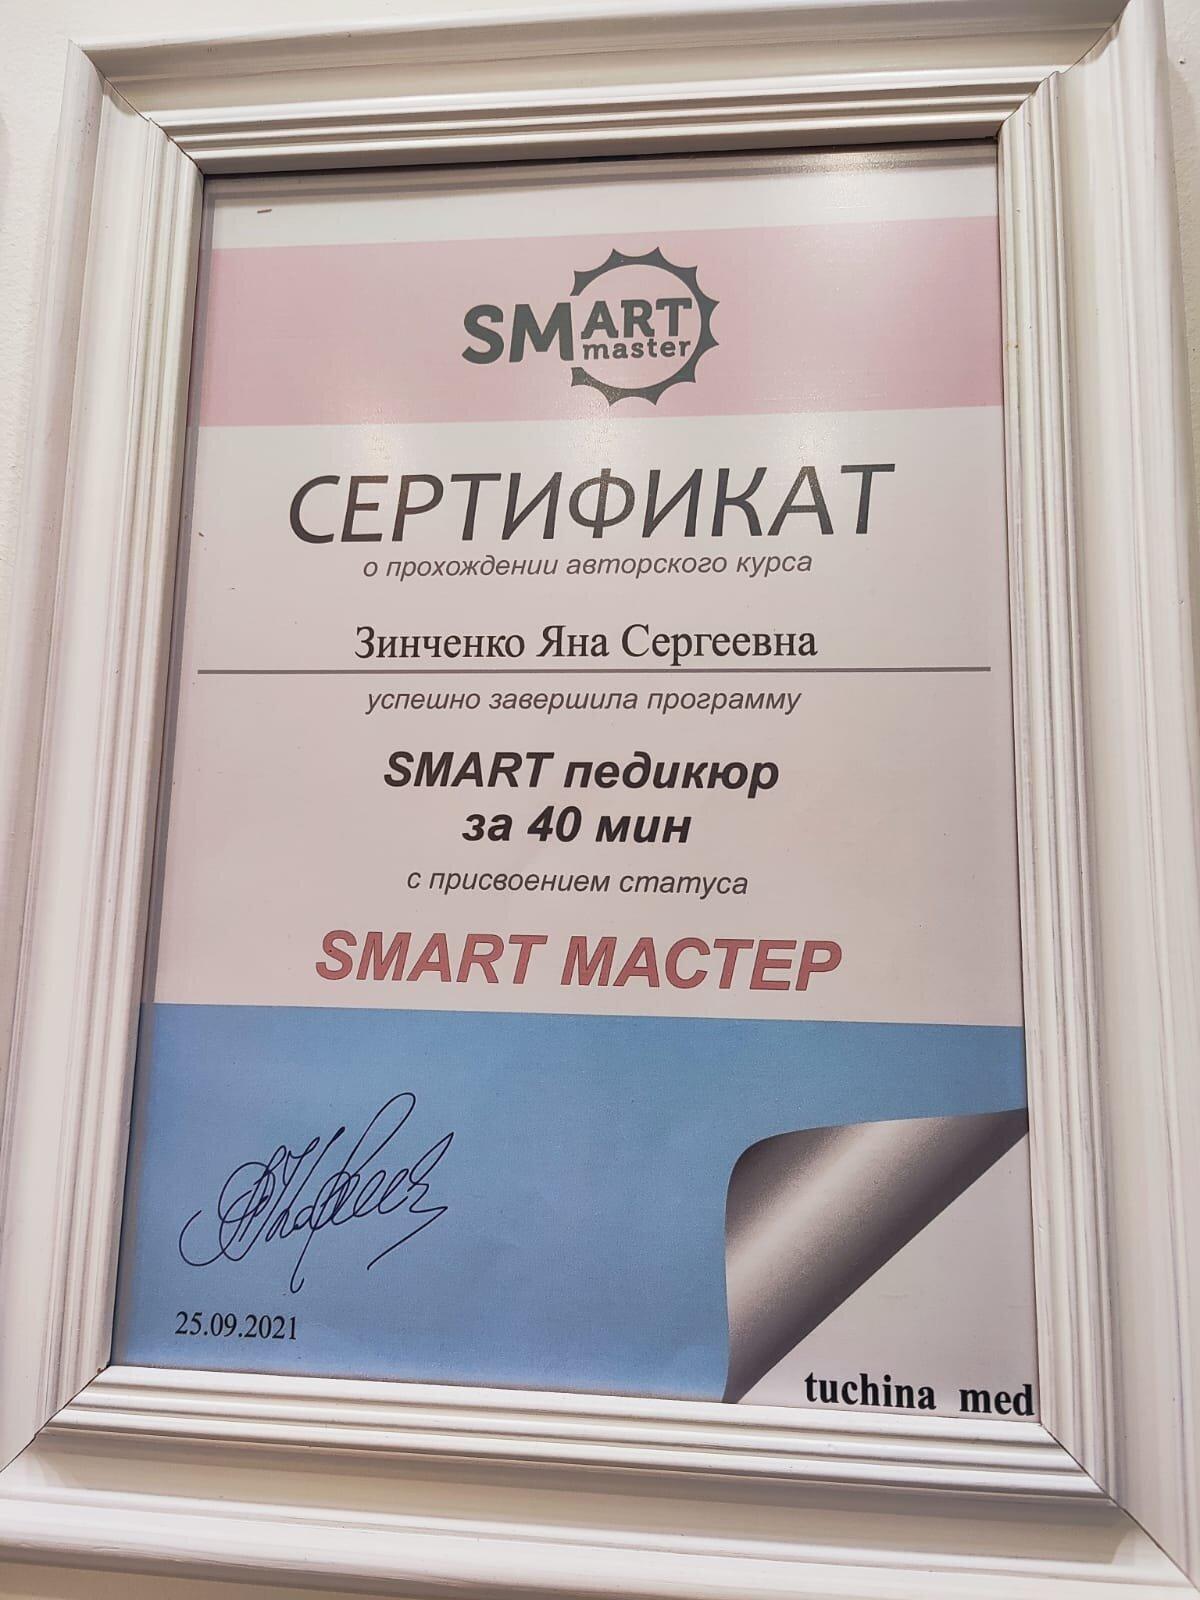 SMART
master
СЕРТИФИКАТ
о прохождении авторского курса
Зинченко Яна Сергеевна
успешно завершила программу
SMART педикюр
за 40 мин
с присвоением статуса
SMART МАСТЕР
25.09.2021
tuchina med